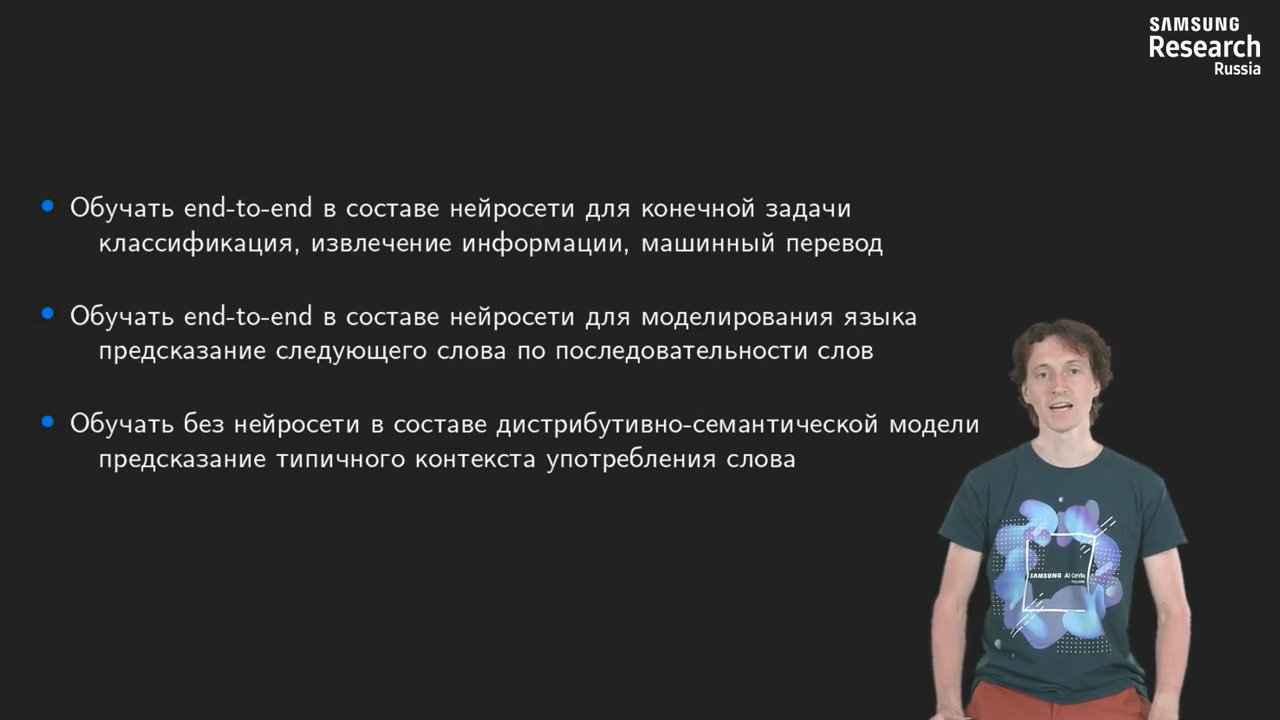 SAMSUNG
Research
Russia
Обучать end-to-end в составе нейросети для конечной задачи
классификация, извлечение информации, машинный перевод
Обучать end-to-end в составе нейросети для моделирования языка
предсказание следующего слова по последовательности слов
Обучать без нейросети в составе дистрибутивно-семантической модели
предсказание типичного контекста употребления слова
SAMSUNG AI Center